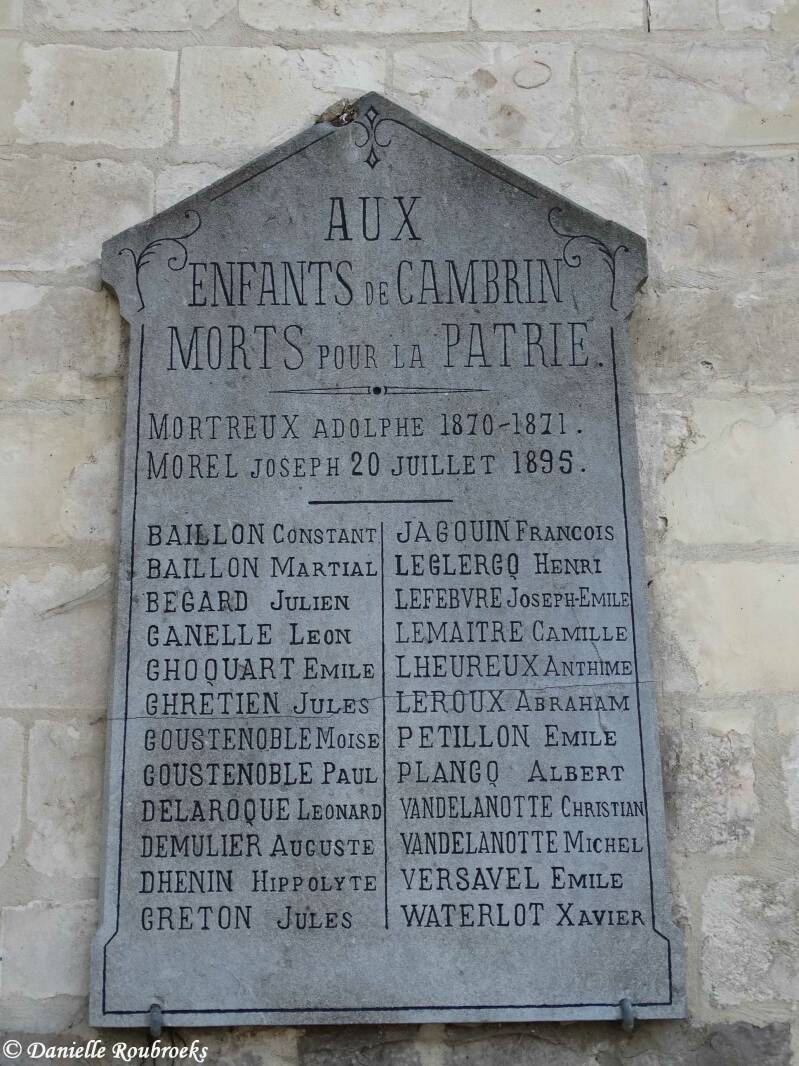 AUX
ENFANTS DE CAMBRIN
MORTS POUR LA PATRIE.
MORTREUX ADOLPHE 1870-1871.
MOREL JOSEPH 20 JUILLET 1895.
BAILLON CONSTANT
BAILLON MARTIAL
BEGARD JULIEN
CANELLE LEON
CHOQUART EMILE
CHRETIEN JULES
COUSTENOBLE MOISE
COUSTENOBLE PAUL
DELAROQUE LEONARD
DEMULIER AUGUSTE
DHENIN HIPPOLYTE
GRETON JULES
JAGOUIN FRANCOIS
LECLERCQ HENRI
LEFEBVRE JOSEPH-EMILE
LEMAITRE CAMILLE
LHEUREUX ANTHIME
LEROUX ABRAHAM
PETILLON EMILE
PLANCQ ALBERT
VANDELANOTTE CHRISTIAN
VANDELANOTTE MICHEL
VERSAVEL EMILE
WATERLOT XAVIER
© Danielle Roubroeks